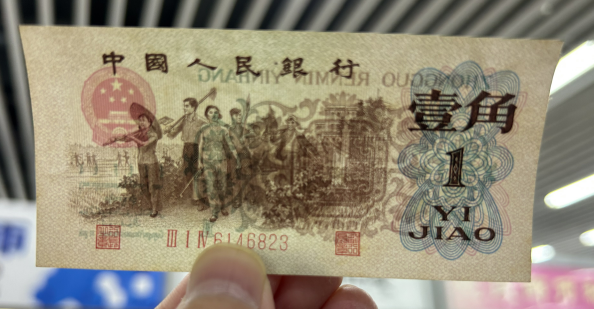 中國人民銀行
ZHONGGUO RENMIN YINHANG
壹角
1
YI
JIAO
III I IV 6146823